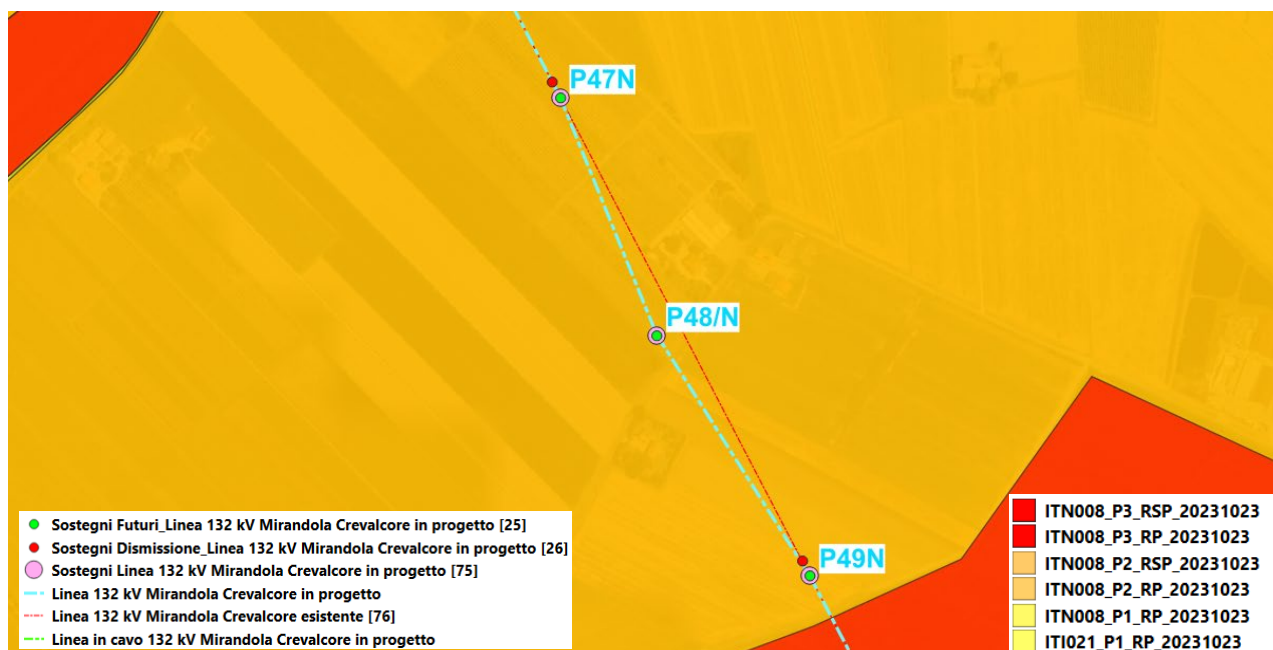 P47N
P48/N
P49N
Sostegni Futuri_Linea 132 kV Mirandola Crevalcore in progetto [25]
Sostegni Dismissione_Linea 132 kV Mirandola Crevalcore in progetto [26]
Sostegni Linea 132 kV Mirandola Crevalcore in progetto [75]
Linea 132 kV Mirandola Crevalcore in progetto
Linea 132 kV Mirandola Crevalcore esistente [76]
Linea in cavo 132 kV Mirandola Crevalcore in progetto
ITN008_P3_RSP_20231023
ITN008_P3_RP_20231023
ITN008_P2_RSP_20231023
ITN008_P2_RP_20231023
ITN008_P1_RP_20231023
ITI021_P1_RP_20231023